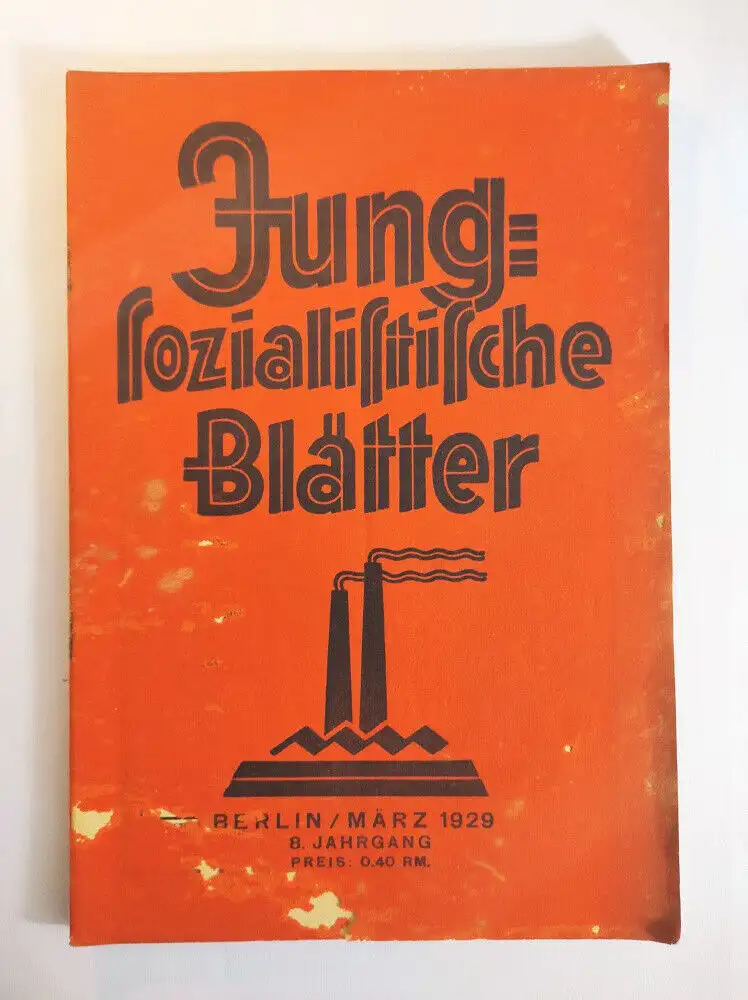 Jung=
sozialistische
Blätter
BERLIN / MÄRZ 1929
8. JAHRGANG
PREIS: 0.40 RM.